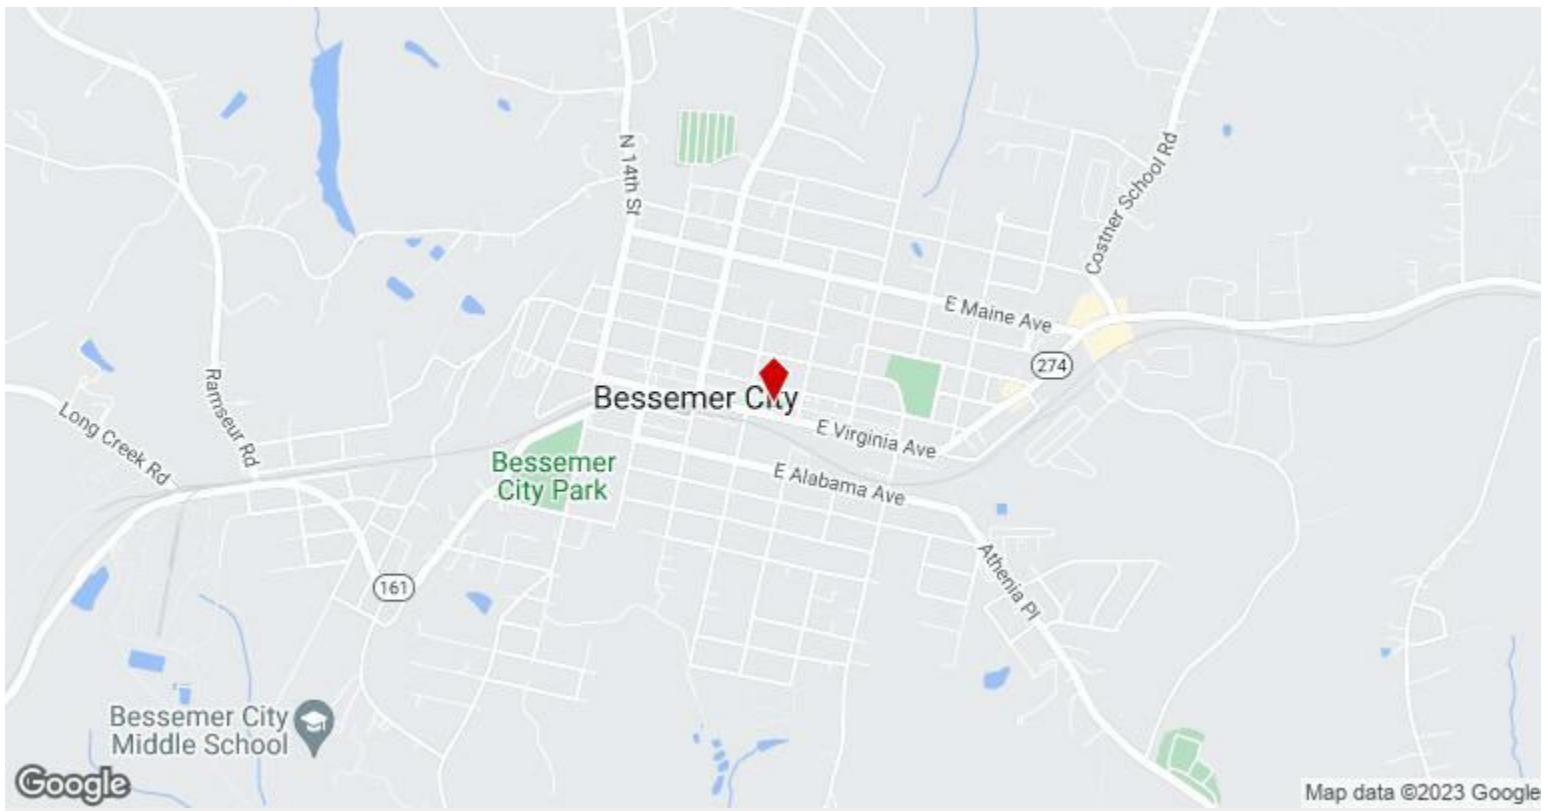 N 14th St
Costner School Rd
E Maine Ave
274
Ramseur Rd
Bessemer City
Long Creek Rd
E Virginia Ave
Bessemer
City Park
E Alabama Ave
Athenia Pl
161
Bessemer City
Middle School
Google
Map data ©2023 Google